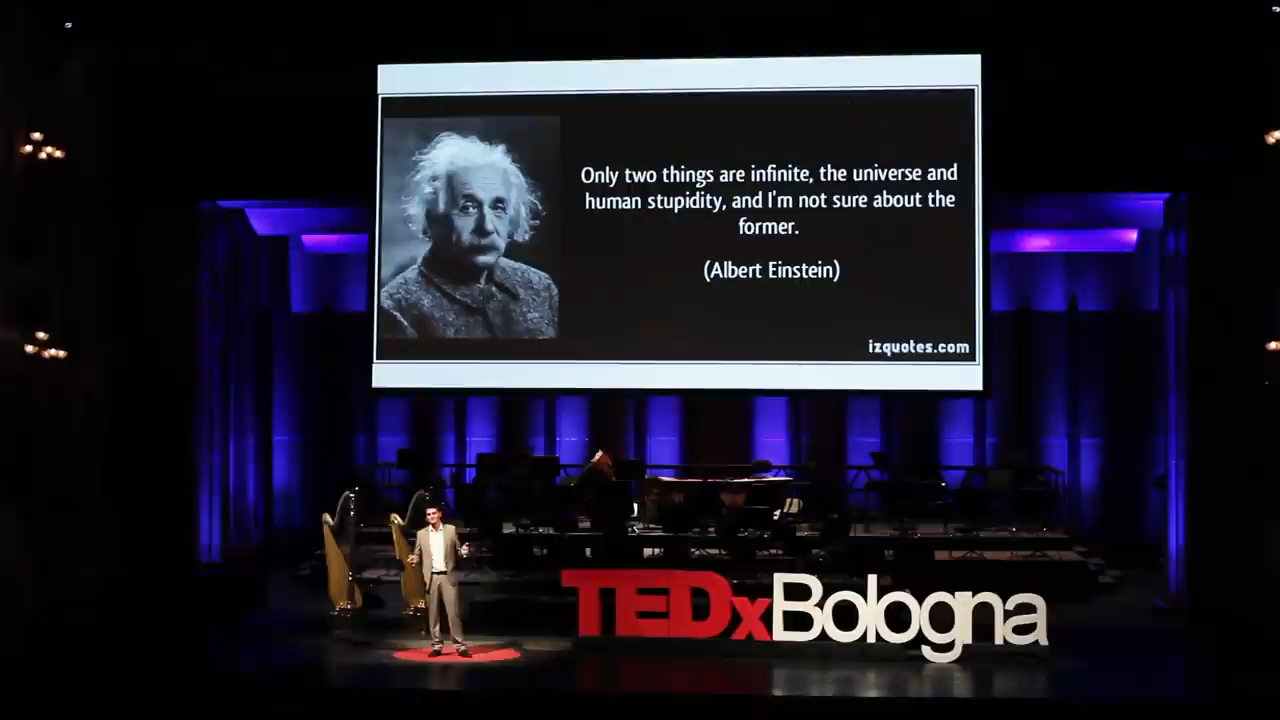 Only two things are infinite, the universe and
human stupidity, and I'm not sure about the
former.
(Albert Einstein)
izquotes.com
TEDxBologna